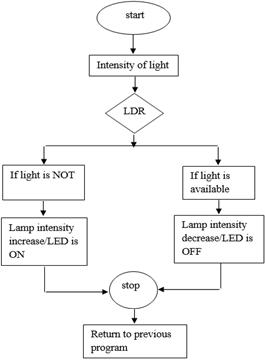 start
Intensity of light
LDR
If light is NOT
If light is
available
Lamp intensity
increase/LED is
ON
Lamp intensity
decrease/LED is
OFF
stop
Return to previous
program